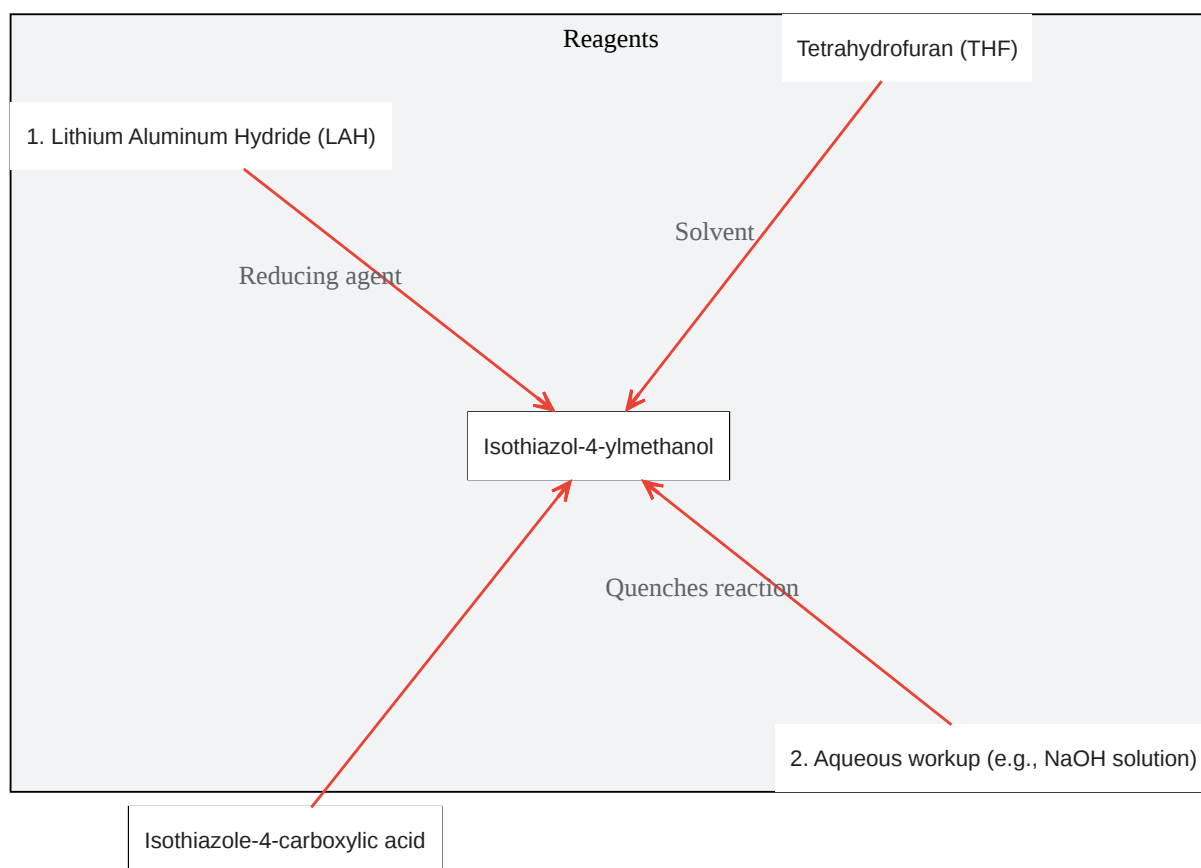 Reagents
Tetrahydrofuran (THF)
1. Lithium Aluminum Hydride (LAH)
Solvent
Reducing agent
Isothiazol-4-ylmethanol
Quenches reaction
2. Aqueous workup (e.g., NaOH solution)
Isothiazole-4-carboxylic acid